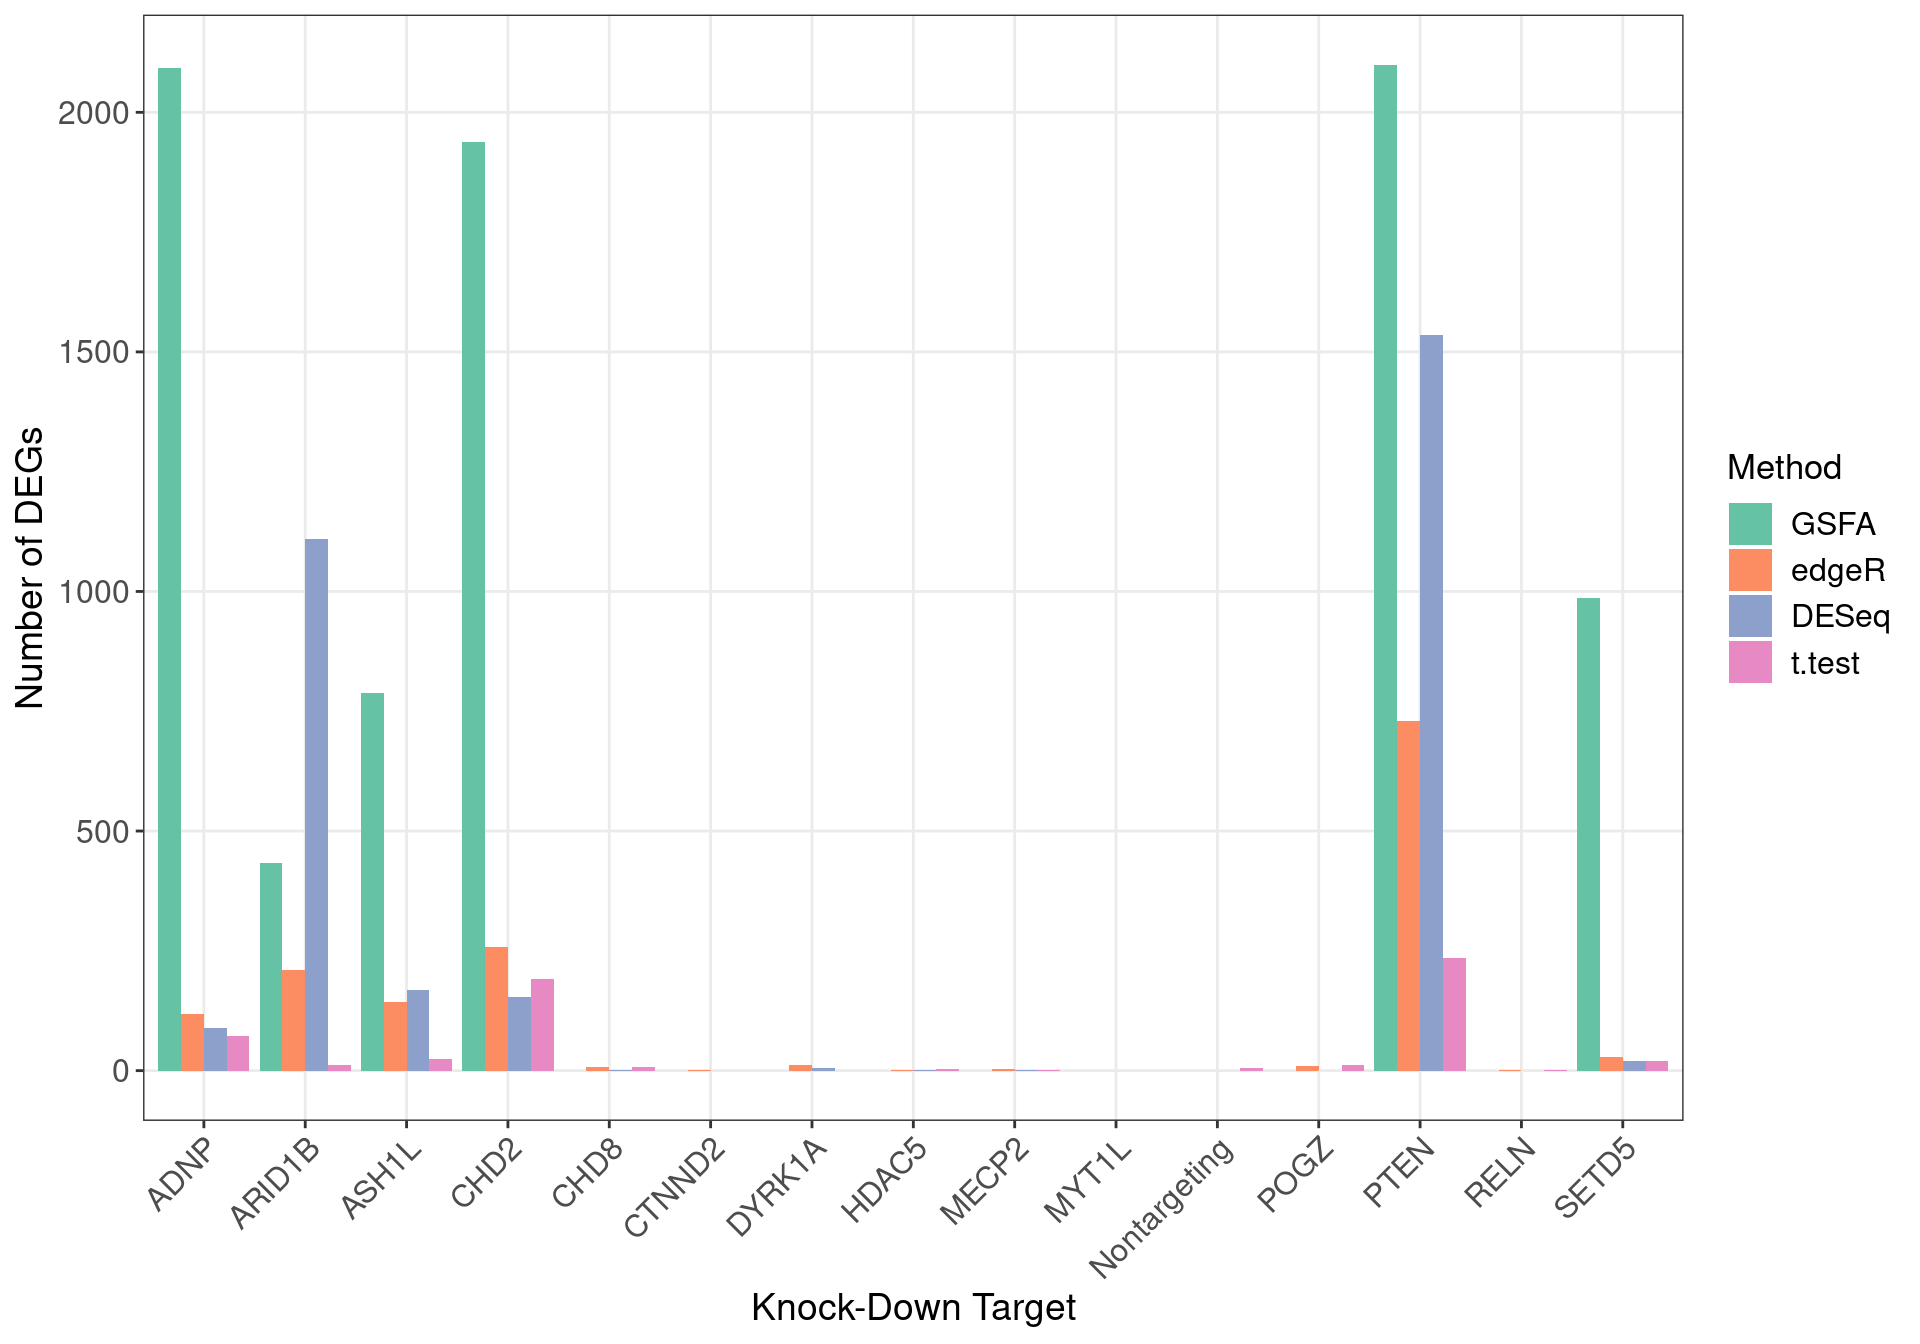 Number of DEGs
2000
1500
1000
500
0
ADNP
ARID1B
ASH1L
CHD2
CHD8
CTNND2
DYRK1A
HDAC5
MECP2
MYT1L
Nontargeting
POGZ
PTEN
RELN
SETD5
Knock-Down Target
Method
GSFA
edgeR
DESeq
t.test